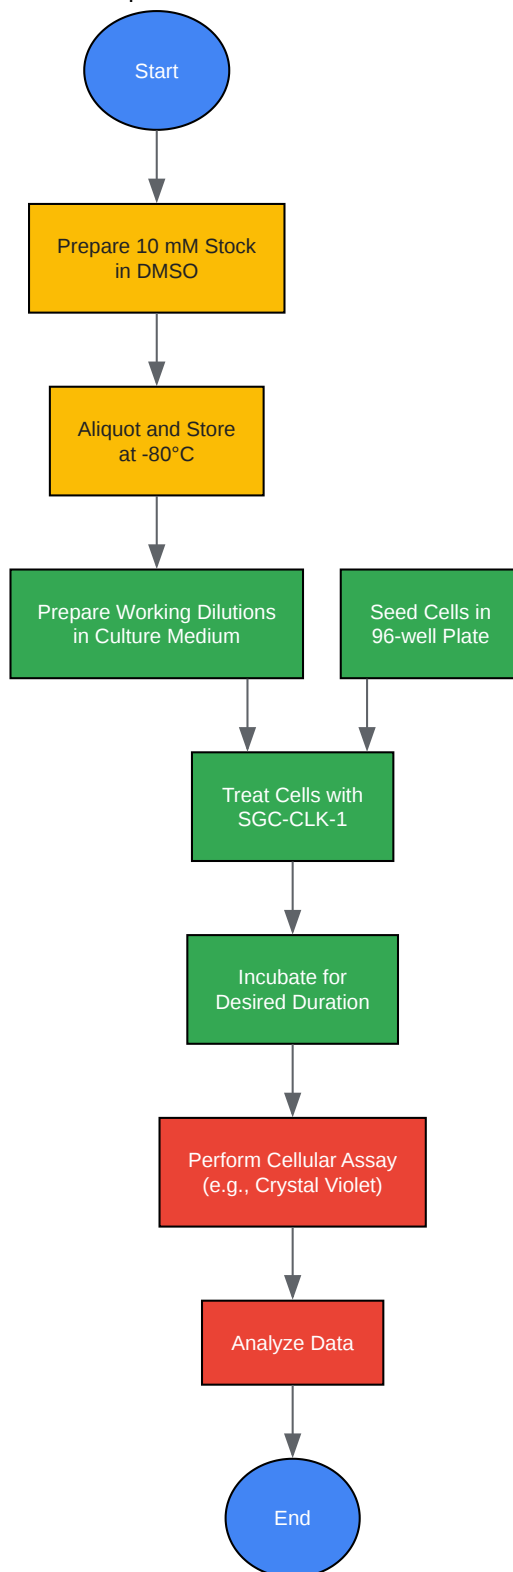 Start
Prepare 10 mM Stock
in DMSO
Aliquot and Store
at -80°C
Prepare Working Dilutions
in Culture Medium
Seed Cells in
96-well Plate
Treat Cells with
SGC-CLK-1
Incubate for
Desired Duration
Perform Cellular Assay
(e.g., Crystal Violet)
Analyze Data
End